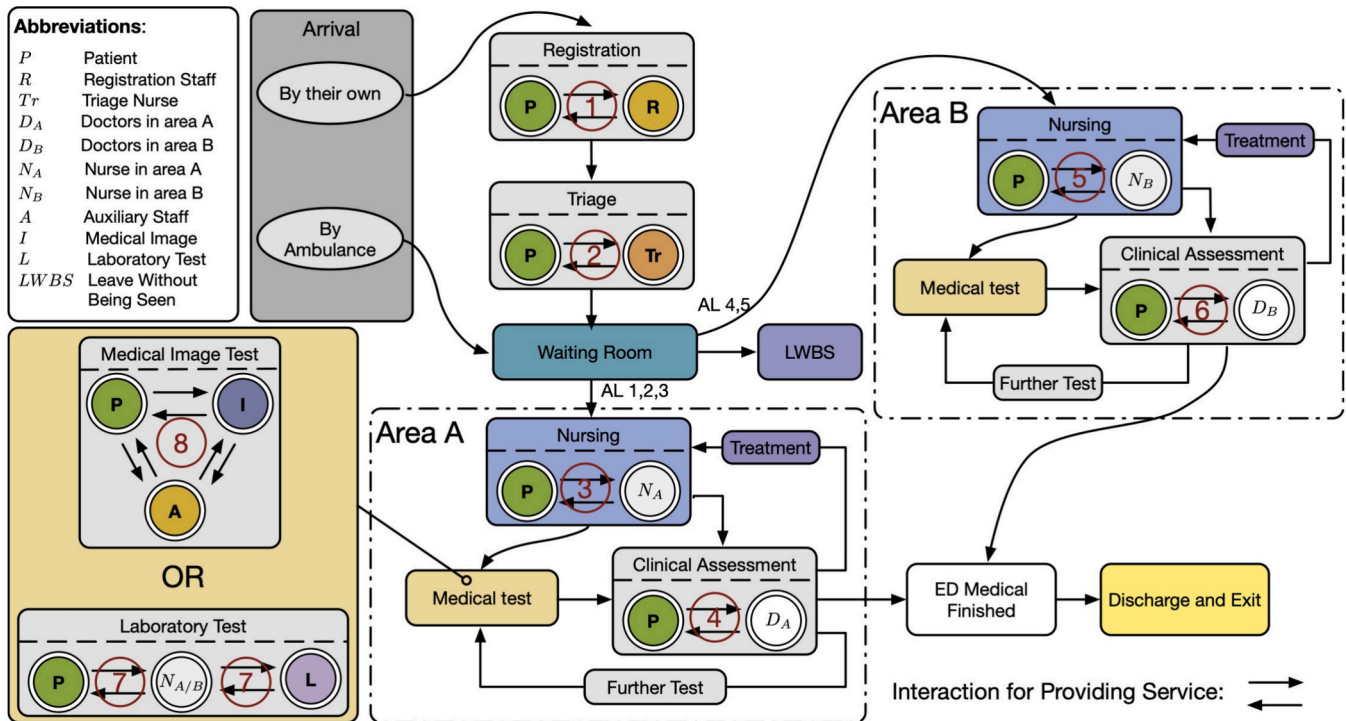 Abbreviations:
P Patient
R Registration Staff
Tr Triage Nurse
D_A Doctors in area A
D_B Doctors in area B
N_A Nurse in area A
N_B Nurse in area B
A Auxiliary Staff
I Medical Image
L Laboratory Test
LWBS Leave Without
Being Seen
Arrival
By their own
By
Ambulance
Registration
P 1 R
Triage
P 2 Tr
Waiting Room
AL 4,5
LWBS
AL 1,2,3
Area B
Nursing
P 5 N_B
Treatment
Clinical Assessment
P 6 D_B
Medical test
Further Test
Area A
Nursing
P 3 N_A
Treatment
Clinical Assessment
P 4 D_A
Medical test
Further Test
Medical Image Test
P I
8
A
OR
Laboratory Test
P 7 N_A/B 7 L
ED Medical
Finished
Discharge and Exit
Interaction for Providing Service: